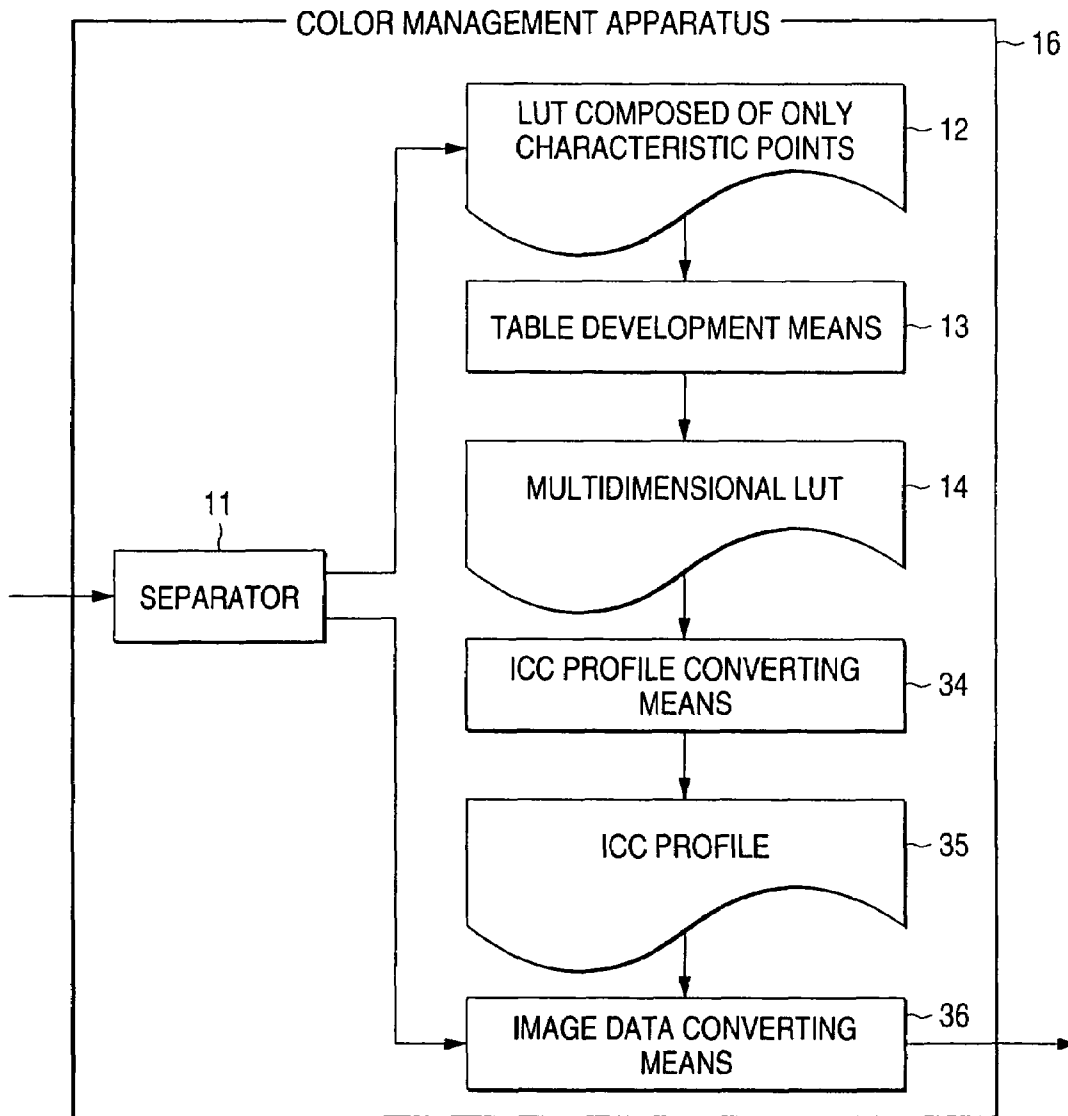 COLOR MANAGEMENT APPARATUS
16
LUT COMPOSED OF ONLY
CHARACTERISTIC POINTS
12
TABLE DEVELOPMENT MEANS
13
MULTIDIMENSIONAL LUT
14
11
SEPARATOR
ICC PROFILE CONVERTING
MEANS
34
ICC PROFILE
35
IMAGE DATA CONVERTING
MEANS
36